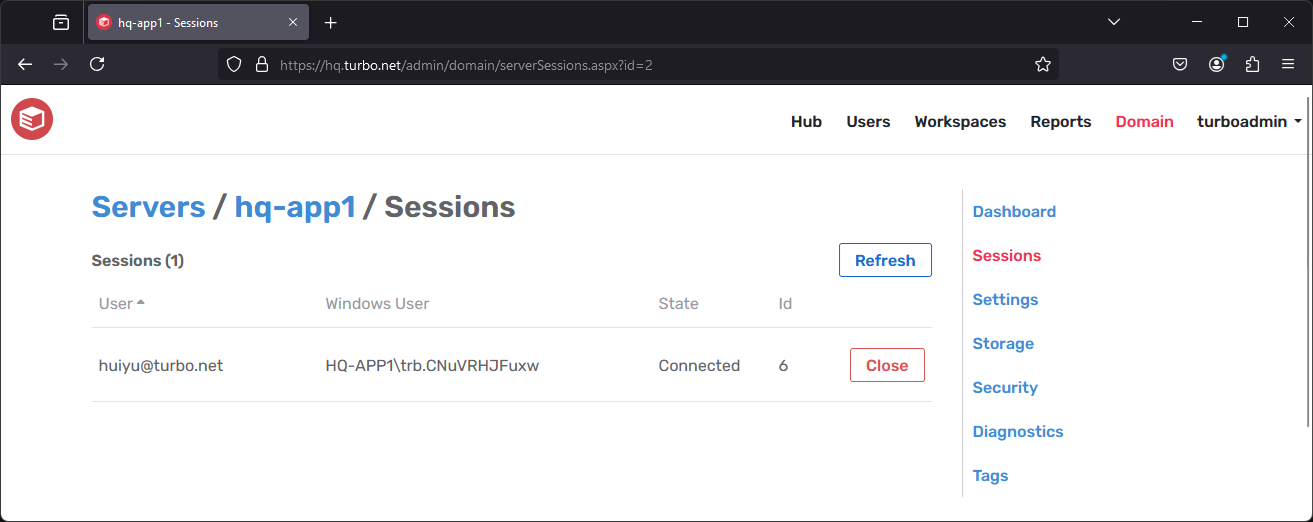 hq-app1 - Sessions
https://hq.turbo.net/admin/domain/serverSessions.aspx?id=2
Hub Users Workspaces Reports Domain turboadmin
Servers / hq-app1 / Sessions
Sessions (1) Refresh
User Windows User State Id
huiyu@turbo.net HQ-APP1\trb.CNuVRHJFuxw Connected 6 Close
Dashboard
Sessions
Settings
Storage
Security
Diagnostics
Tags